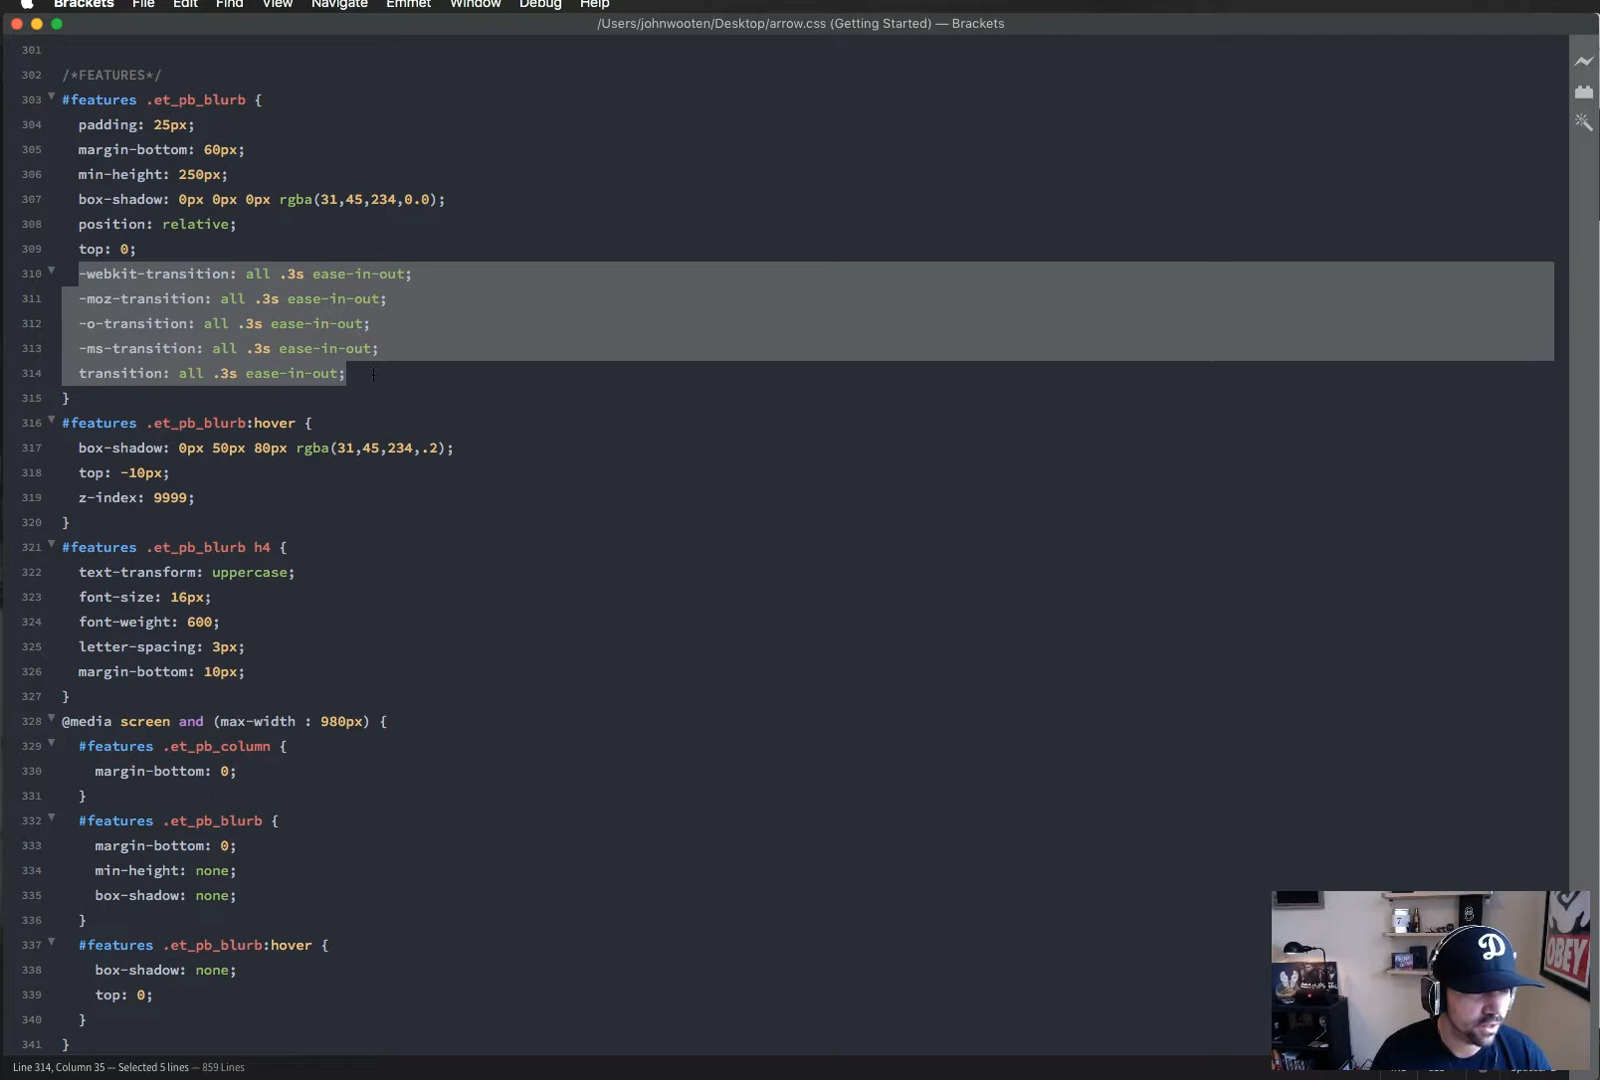 Brackets File Edit Find View Navigate Emmet Window Debug Help
/Users/johnwooten/Desktop/arrow.css (Getting Started) — Brackets
301
302 /*FEATURES*/
303 #features .et_pb_blurb {
304 padding: 25px;
305 margin-bottom: 60px;
306 min-height: 250px;
307 box-shadow: 0px 0px 0px rgba(31,45,234,0.0);
308 position: relative;
309 top: 0;
310 -webkit-transition: all .3s ease-in-out;
311 -moz-transition: all .3s ease-in-out;
312 -o-transition: all .3s ease-in-out;
313 -ms-transition: all .3s ease-in-out;
314 transition: all .3s ease-in-out;
315 }
316 #features .et_pb_blurb:hover {
317 box-shadow: 0px 50px 80px rgba(31,45,234,.2);
318 top: -10px;
319 z-index: 9999;
320 }
321 #features .et_pb_blurb h4 {
322 text-transform: uppercase;
323 font-size: 16px;
324 font-weight: 600;
325 letter-spacing: 3px;
326 margin-bottom: 10px;
327 }
328 @media screen and (max-width : 980px) {
329 #features .et_pb_column {
330 margin-bottom: 0;
331 }
332 #features .et_pb_blurb {
333 margin-bottom: 0;
334 min-height: none;
335 box-shadow: none;
336 }
337 #features .et_pb_blurb:hover {
338 box-shadow: none;
339 top: 0;
340 }
341 }
7
8
D
OBEY
Line 314, Column 35 — Selected 5 lines — 859 Lines